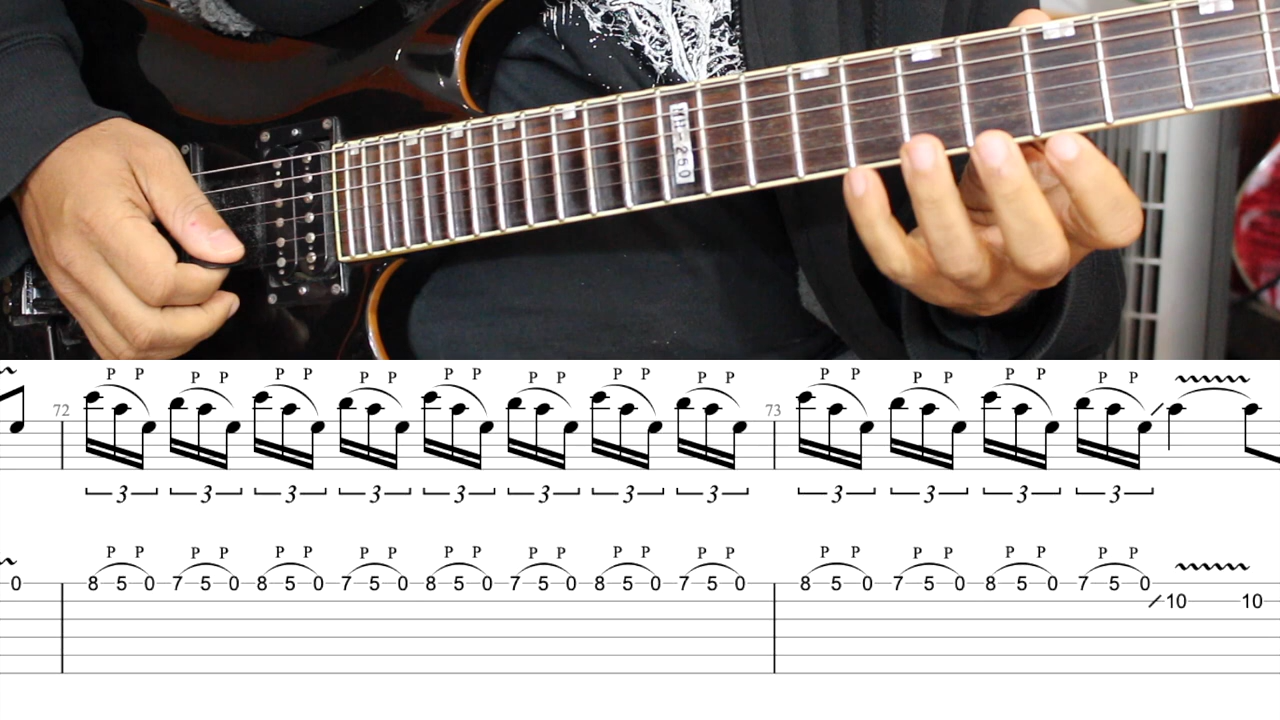 MH-250
P P P P P P P P P P P P P P P P P P P P P P P P
72 73
3 3 3 3 3 3 3 3 3 3 3 3
P P P P P P P P P P P P P P P P P P P P P P P P
0 8 5 0 7 5 0 8 5 0 7 5 0 8 5 0 7 5 0 8 5 0 7 5 0 8 5 0 7 5 0 8 5 0 7 5 0
10 10